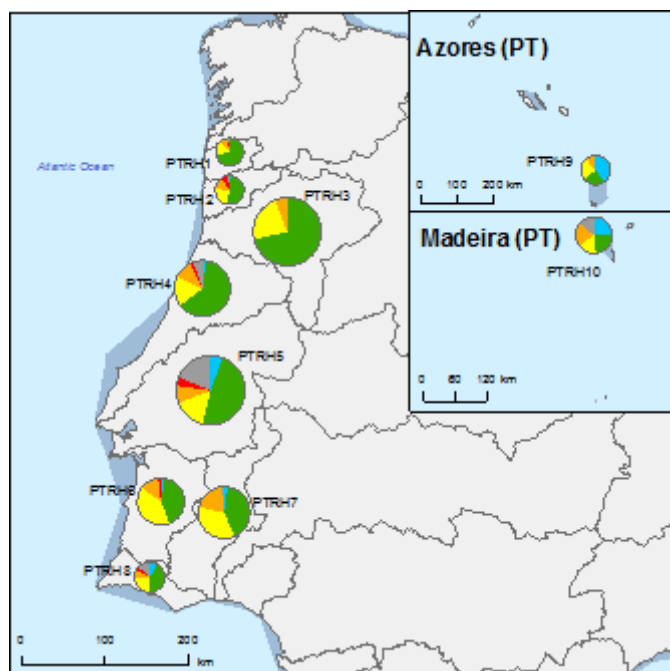 Azores (PT)
Atlantic Ocean
PTRH1
PTRH9
PTRH2
PTRH3
0 100 200
km
Madeira (PT)
PTRH10
PTRH4
PTRH5
0 60 120
km
PTRH6
PTRH7
PTRH8
0 100 200
km